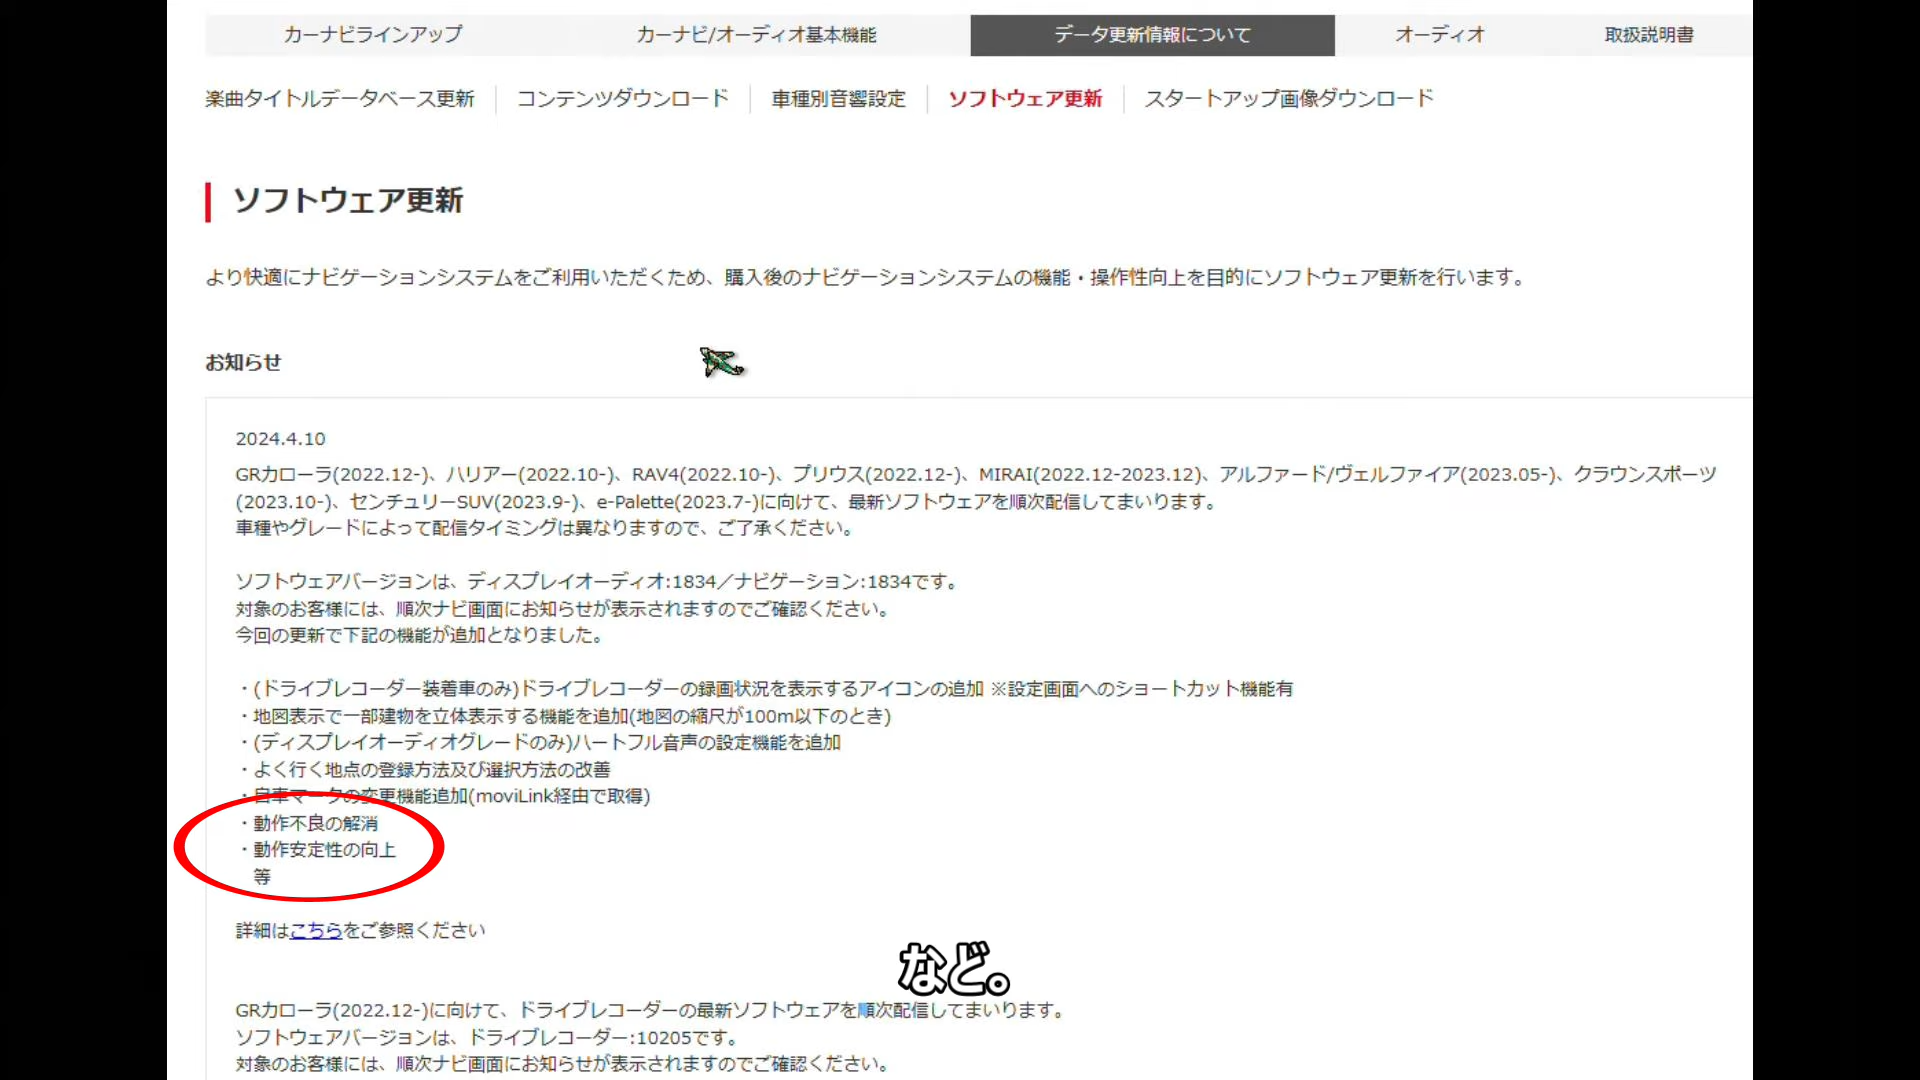 カーナビラインアップ カーナビ/オーディオ基本機能 データ更新情報について オーディオ 取扱説明書
楽曲タイトルデータベース更新 コンテンツダウンロード 車種別音響設定 ソフトウェア更新 スタートアップ画像ダウンロード
ソフトウェア更新
より快適にナビゲーションシステムをご利用いただくため、購入後のナビゲーションシステムの機能・操作性向上を目的にソフトウェア更新を行います。
お知らせ
2024.4.10
GRカローラ(2022.12-)、ハリアー(2022.10-)、RAV4(2022.10-)、プリウス(2022.12-)、MIRAI(2022.12-2023.12)、アルファード/ヴェルファイア(2023.05-)、クラウンスポーツ
(2023.10-)、センチュリーSUV(2023.9-)、e-Palette(2023.7-)に向けて、最新ソフトウェアを順次配信してまいります。
車種やグレードによって配信タイミングは異なりますので、ご了承ください。
ソフトウェアバージョンは、ディスプレイオーディオ:1834／ナビゲーション:1834です。
対象のお客様には、順次ナビ画面にお知らせが表示されますのでご確認ください。
今回の更新で下記の機能が追加となりました。
・(ドライブレコーダー装着車のみ)ドライブレコーダーの録画状況を表示するアイコンの追加 ※設定画面へのショートカット機能有
・地図表示で一部建物を立体表示する機能を追加(地図の縮尺が100m以下のとき)
・(ディスプレイオーディオグレードのみ)ハートフル音声の設定機能を追加
・よく行く地点の登録方法及び選択方法の改善
・自車マークの変更機能追加(moviLink経由で取得)
・動作不良の解消
・動作安定性の向上
等
詳細はこちらをご参照ください
など。
GRカローラ(2022.12-)に向けて、ドライブレコーダーの最新ソフトウェアを順次配信してまいります。
ソフトウェアバージョンは、ドライブレコーダー:10205です。
対象のお客様には、順次ナビ画面にお知らせが表示されますのでご確認ください。